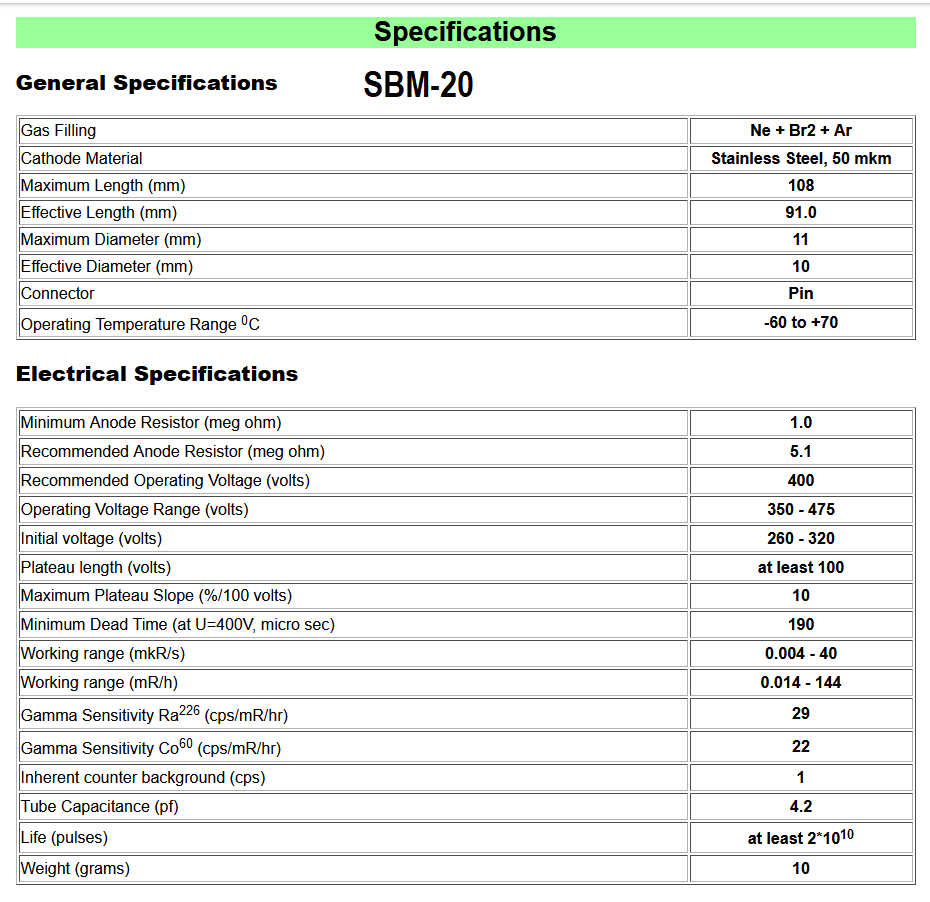 Specifications
General Specifications SBM-20
Gas Filling Ne + Br2 + Ar
Cathode Material Stainless Steel, 50 mkm
Maximum Length (mm) 108
Effective Length (mm) 91.0
Maximum Diameter (mm) 11
Effective Diameter (mm) 10
Connector Pin
Operating Temperature Range ⁰C -60 to +70
Electrical Specifications
Minimum Anode Resistor (meg ohm) 1.0
Recommended Anode Resistor (meg ohm) 5.1
Recommended Operating Voltage (volts) 400
Operating Voltage Range (volts) 350 - 475
Initial voltage (volts) 260 - 320
Plateau length (volts) at least 100
Maximum Plateau Slope (%/100 volts) 10
Minimum Dead Time (at U=400V, micro sec) 190
Working range (mkR/s) 0.004 - 40
Working range (mR/h) 0.014 - 144
Gamma Sensitivity Ra²²⁶ (cps/mR/hr) 29
Gamma Sensitivity Co⁶⁰ (cps/mR/hr) 22
Inherent counter background (cps) 1
Tube Capacitance (pf) 4.2
Life (pulses) at least 2*10¹⁰
Weight (grams) 10